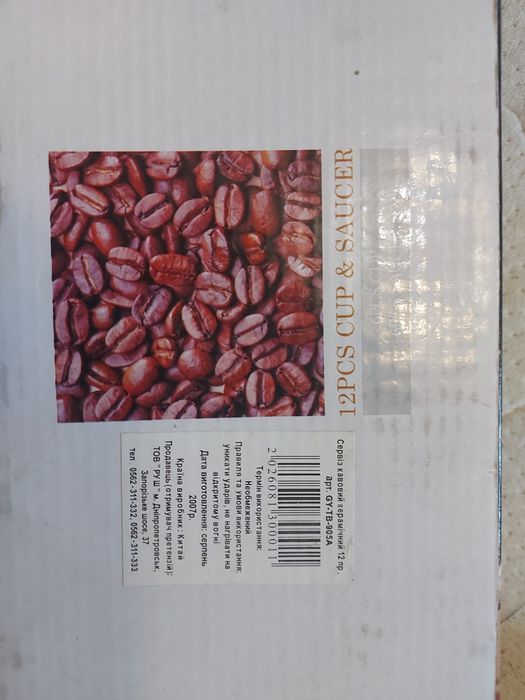 12PCS CUP & SAUCER
Сервіз кавовий керамічний 12 пр.
арт. GY-TB-905A
2026081300011
Термін використання:
Необмежений
Правила та умови використання:
уникати ударів, не нагрівати на
відкритому вогні
Дата виготовлення: серпень
2007р.
Країна виробник: Китай
Продавець(отримувач претензій):
ТОВ "РУШ" м. Дніпропетровськ,
Запорізьке шосе, 37
тел 0562-311-332, 0562-311-333